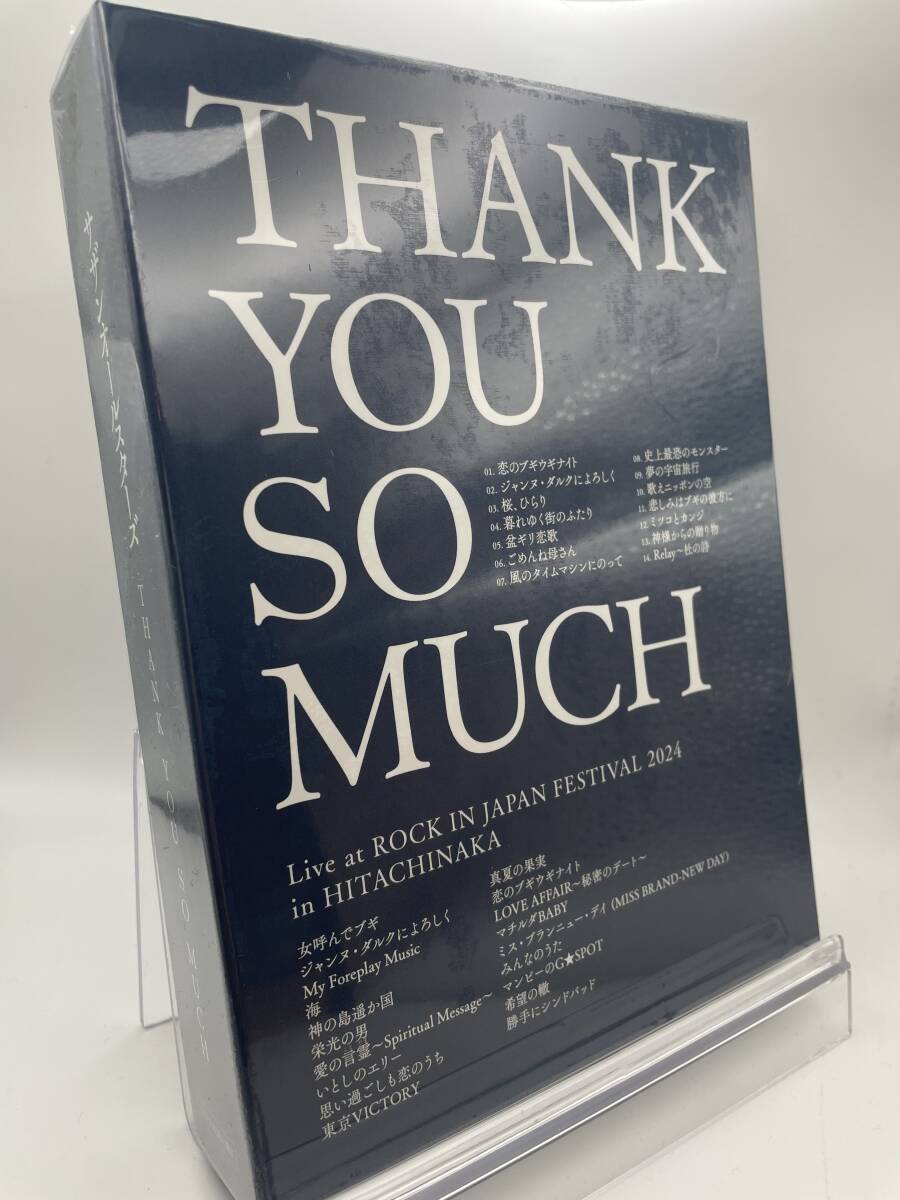 THANK
YOU
SO
MUCH
01. 恋のブギウギナイト
02. ジャンヌ・ダルクによろしく
03. 桜、ひらり
04. 暮れゆく街のふたり
05. 盆ギリ恋歌
06. ごめんね母さん
07. 風のタイムマシンにのって
08. 史上最恐のモンスター
09. 夢の宇宙旅行
10. 歌えニッポンの空
11. 悲しみはブギの彼方に
12. ミツコとカンジ
13. 神様からの贈り物
14. Relay〜杜の詩
Live at ROCK IN JAPAN FESTIVAL 2024
in HITACHINAKA
女呼んでブギ
ジャンヌ・ダルクによろしく
My Foreplay Music
海
神の島遥か国
栄光の男
愛の言霊〜Spiritual Message〜
いとしのエリー
思い過ごしも恋のうち
東京VICTORY
真夏の果実
恋のブギウギナイト
LOVE AFFAIR〜秘密のデート〜
マチルダBABY
ミス・ブランニュー・デイ (MISS BRAND-NEW DAY)
みんなのうた
マンピーのG★SPOT
希望の轍
勝手にシンドバッド
サザンオールスターズ THANK YOU SO MUCH